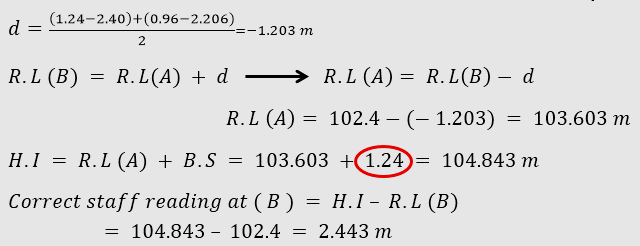 d = (1.24−2.40)+(0.96−2.206) / 2 =−1.203 m
R.L (B) = R.L(A) + d ⟶ R.L (A) = R.L(B) − d
R.L (A) = 102.4 − (− 1.203) = 103.603 m
H.I = R.L (A) + B.S = 103.603 + 1.24 = 104.843 m
Correct staff reading at ( B ) = H.I − R.L (B)
= 104.843 − 102.4 = 2.443 m